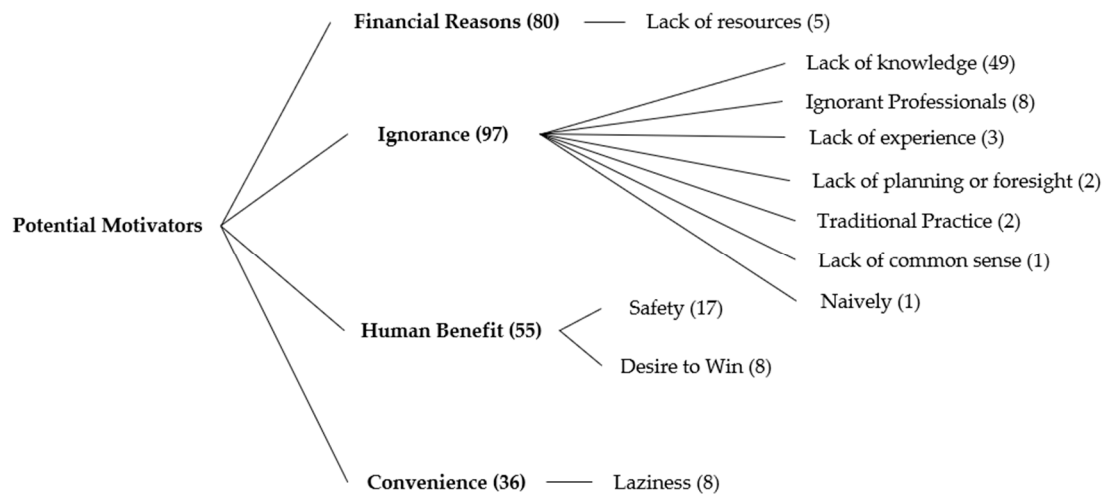 Potential Motivators
Financial Reasons (80)
Lack of resources (5)
Ignorance (97)
Lack of knowledge (49)
Ignorant Professionals (8)
Lack of experience (3)
Lack of planning or foresight (2)
Traditional Practice (2)
Lack of common sense (1)
Naively (1)
Human Benefit (55)
Safety (17)
Desire to Win (8)
Convenience (36)
Laziness (8)